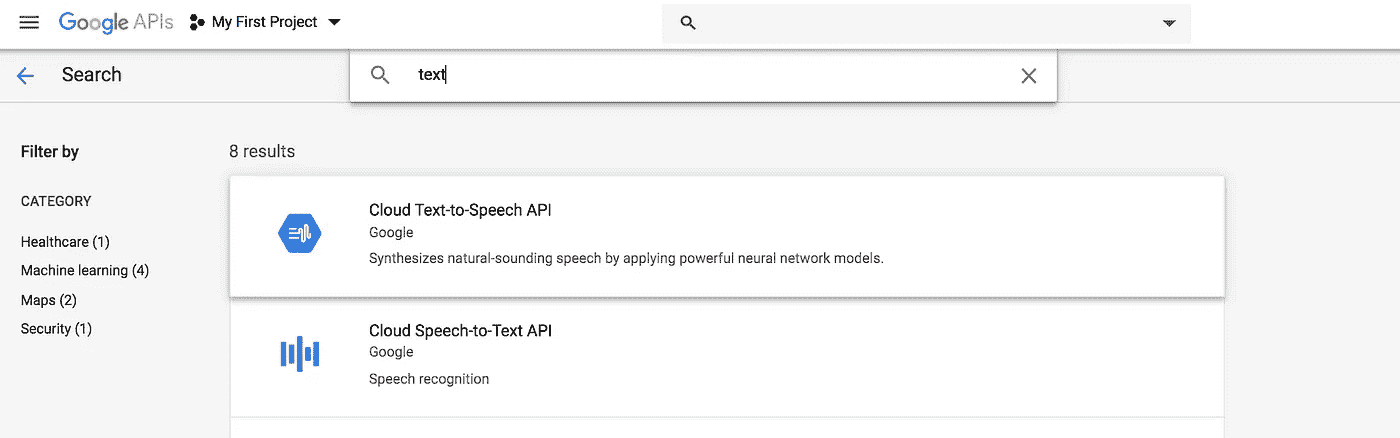 Google APIs My First Project
Search
text
Filter by
8 results
CATEGORY
Healthcare (1)
Machine learning (4)
Maps (2)
Security (1)
Cloud Text-to-Speech API
Google
Synthesizes natural-sounding speech by applying powerful neural network models.
Cloud Speech-to-Text API
Google
Speech recognition